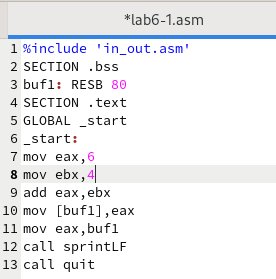 *lab6-1.asm
1 %include 'in_out.asm'
2 SECTION .bss
3 buf1: RESB 80
4 SECTION .text
5 GLOBAL _start
6 _start:
7 mov eax,6
8 mov ebx,4
9 add eax,ebx
10 mov [buf1],eax
11 mov eax,buf1
12 call sprintLF
13 call quit